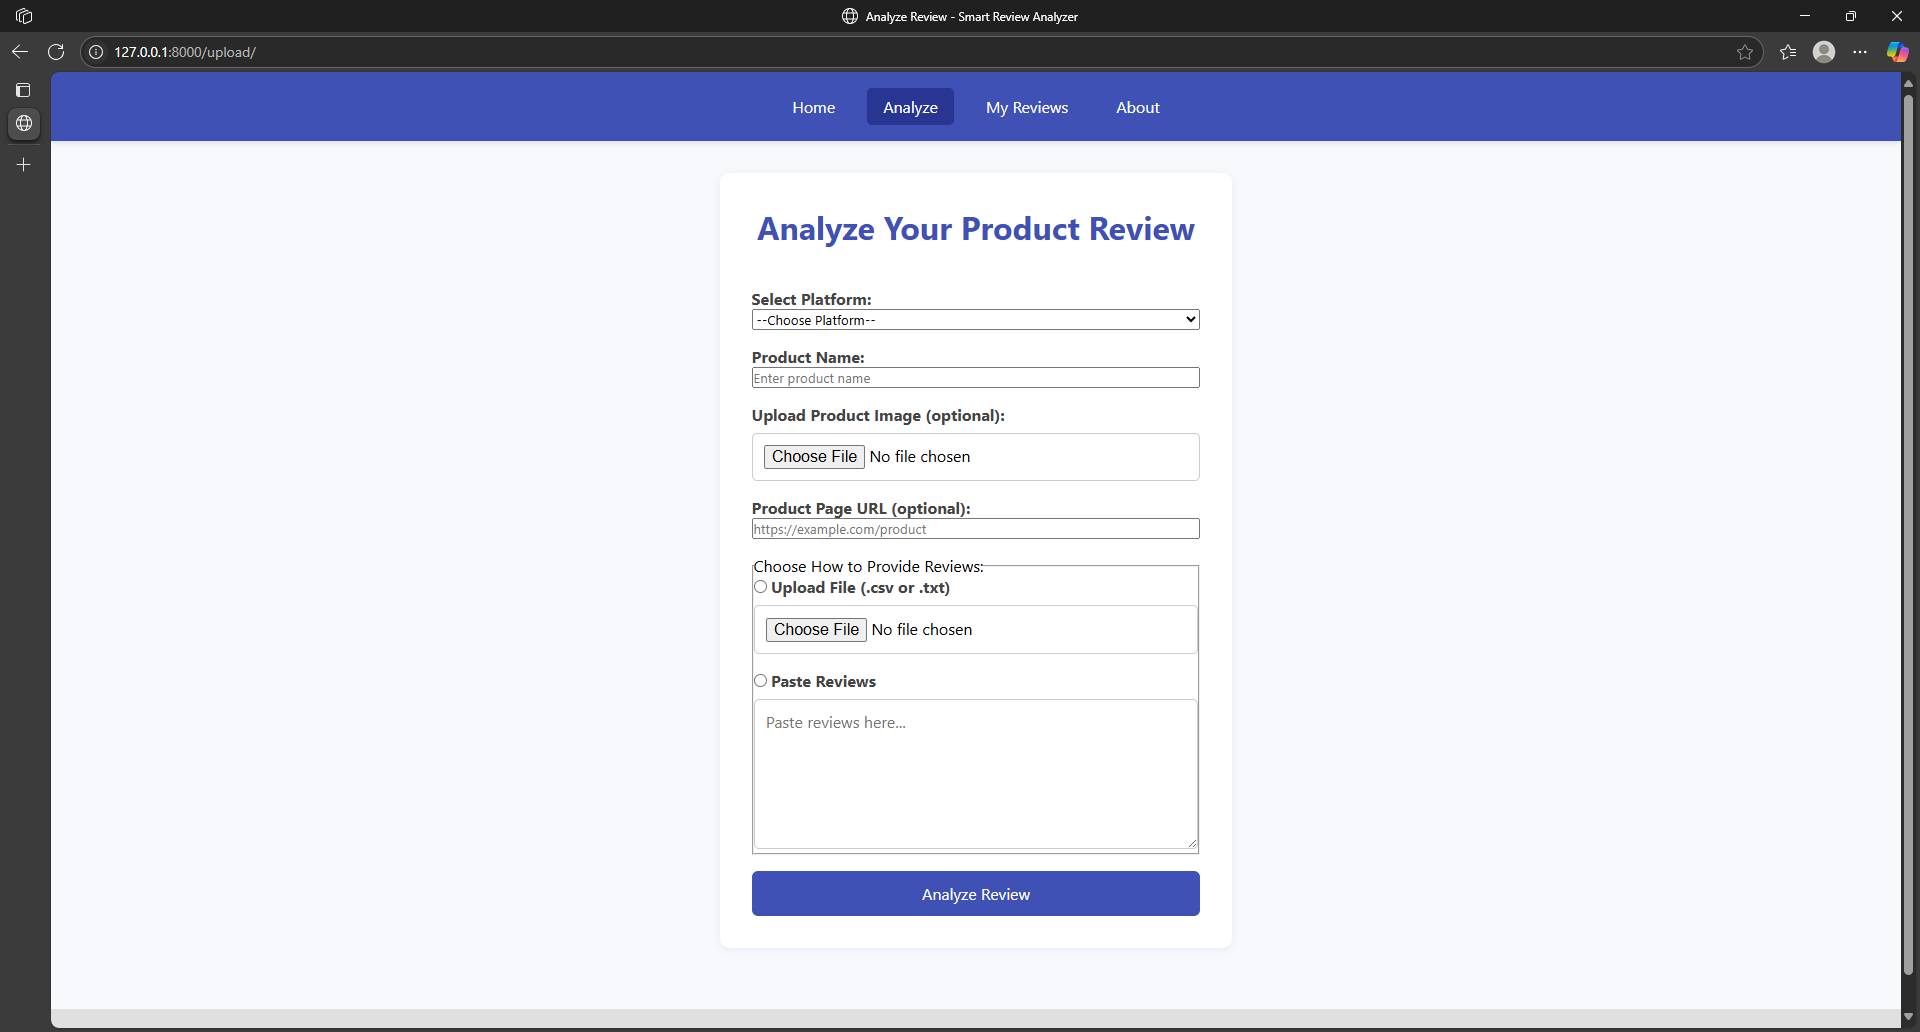 Analyze Review - Smart Review Analyzer
127.0.0.1:8000/upload/
Home Analyze My Reviews About
Analyze Your Product Review
Select Platform:
--Choose Platform--
Product Name:
Enter product name
Upload Product Image (optional):
Choose File No file chosen
Product Page URL (optional):
https://example.com/product
Choose How to Provide Reviews:
Upload File (.csv or .txt)
Choose File No file chosen
Paste Reviews
Paste reviews here...
Analyze Review